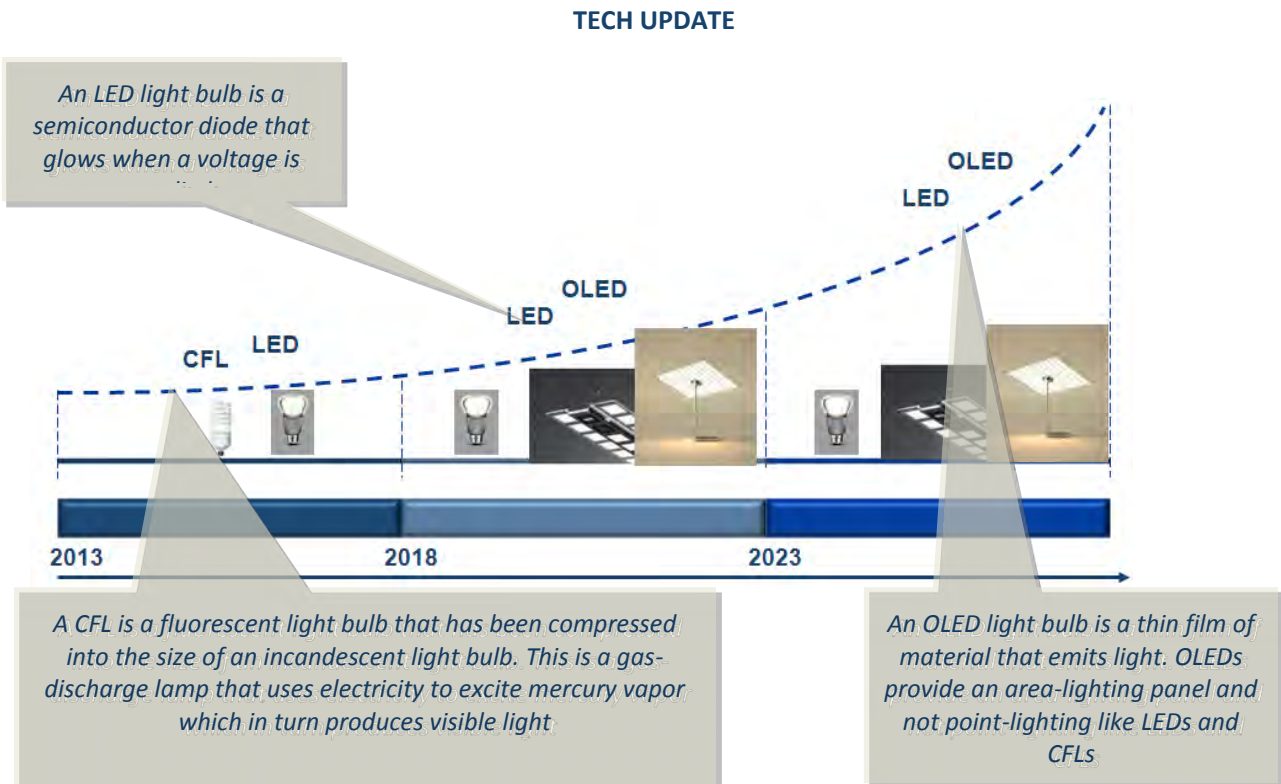 TECH UPDATE
An LED light bulb is a
semiconductor diode that
glows when a voltage is
OLED
LED
OLED
LED
CFL
LED
2013
2018
2023
A CFL is a fluorescent light bulb that has been compressed
into the size of an incandescent light bulb. This is a gas-
discharge lamp that uses electricity to excite mercury vapor
which in turn produces visible light
An OLED light bulb is a thin film of
material that emits light. OLEDs
provide an area-lighting panel and
not point-lighting like LEDs and
CFLs